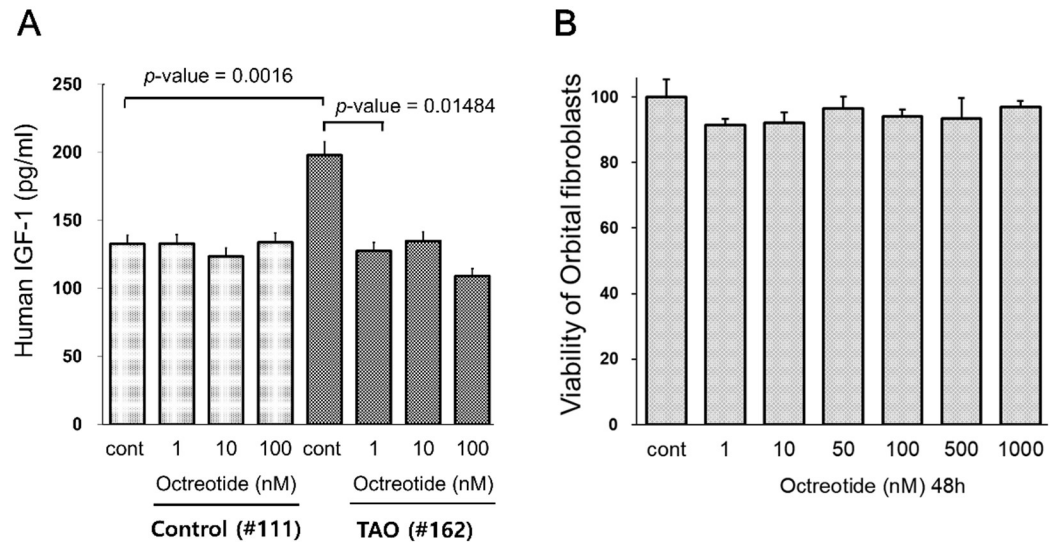 A
p-value = 0.0016
p-value = 0.01484
Human IGF-1 (pg/ml)
250
200
150
100
50
0
cont 1 10 100 cont 1 10 100
Octreotide (nM) Octreotide (nM)
Control (#111) TAO (#162)
B
Viability of Orbital fibroblasts
100
80
60
40
20
0
cont 1 10 50 100 500 1000
Octreotide (nM) 48h